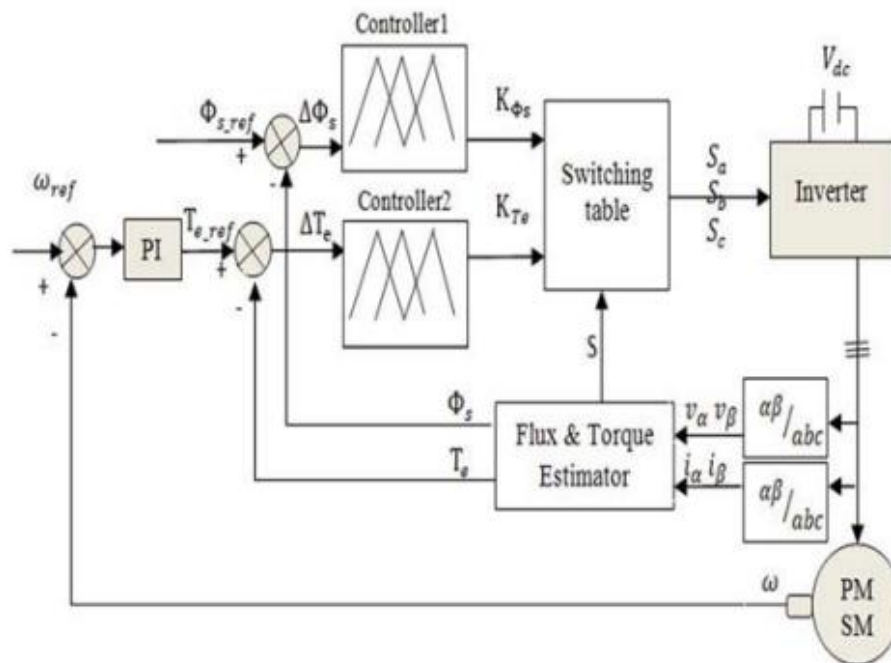 Controller1
V_dc
Φ_s_ref
ΔΦ_s
K_Φs
+
-
Switching
table
S_a
S_b
S_c
Inverter
ω_ref
Controller2
PI
T_e_ref
ΔT_e
K_Te
+
-
+
-
S
Φ_s
T_e
Flux & Torque
Estimator
v_α v_β
αβ/abc
i_α i_β
αβ/abc
ω
PM
SM